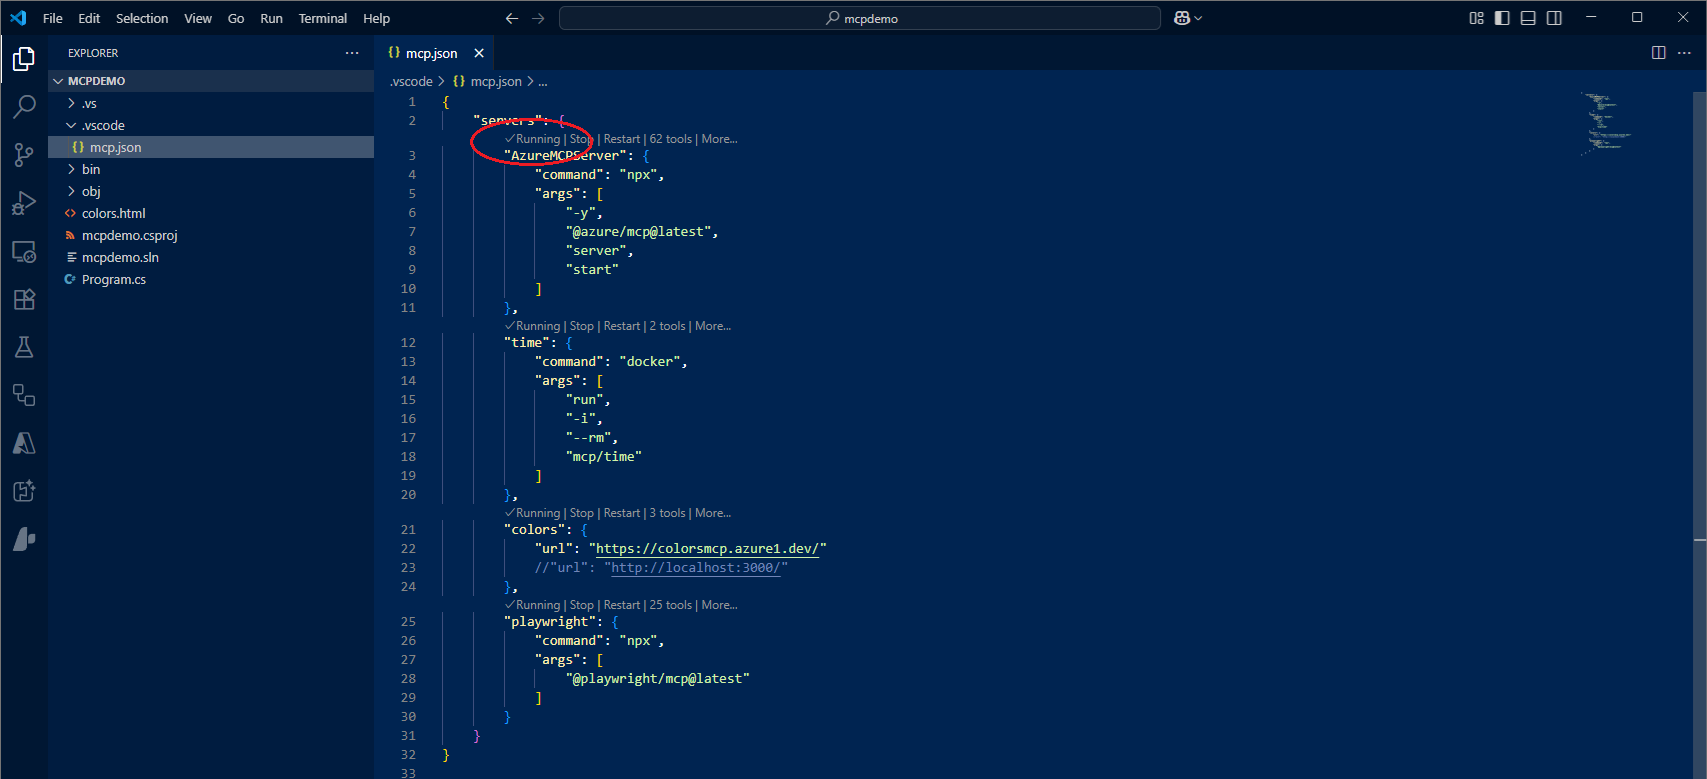 File Edit Selection View Go Run Terminal Help
mcpdemo
EXPLORER
MCPDEMO
.vs
.vscode
{} mcp.json
bin
obj
<> colors.html
mcpdemo.csproj
mcpdemo.sln
C# Program.cs
{} mcp.json
.vscode > {} mcp.json > ...
1 {
2 "servers": {
✓Running | Stop | Restart | 62 tools | More...
3 "AzureMCPServer": {
4 "command": "npx",
5 "args": [
6 "-y",
7 "@azure/mcp@latest",
8 "server",
9 "start"
10 ]
11 },
✓Running | Stop | Restart | 2 tools | More...
12 "time": {
13 "command": "docker",
14 "args": [
15 "run",
16 "-i",
17 "--rm",
18 "mcp/time"
19 ]
20 },
✓Running | Stop | Restart | 3 tools | More...
21 "colors": {
22 "url": "https://colorsmcp.azure1.dev/"
23 //"url": "http://localhost:3000/"
24 },
✓Running | Stop | Restart | 25 tools | More...
25 "playwright": {
26 "command": "npx",
27 "args": [
28 "@playwright/mcp@latest"
29 ]
30 }
31 }
32 }
33